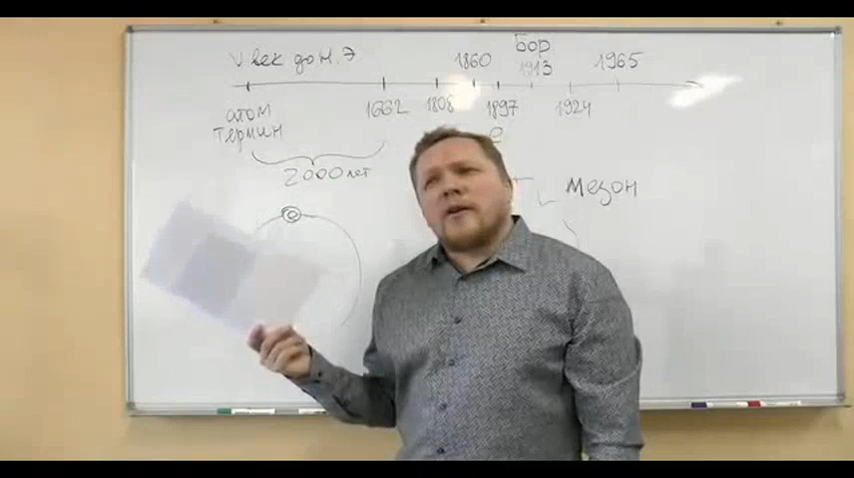 V век до н.э
1860
Бор
1913
1965
атом
термин
1662
1808
1897
1924
e
2000 лет
мезон